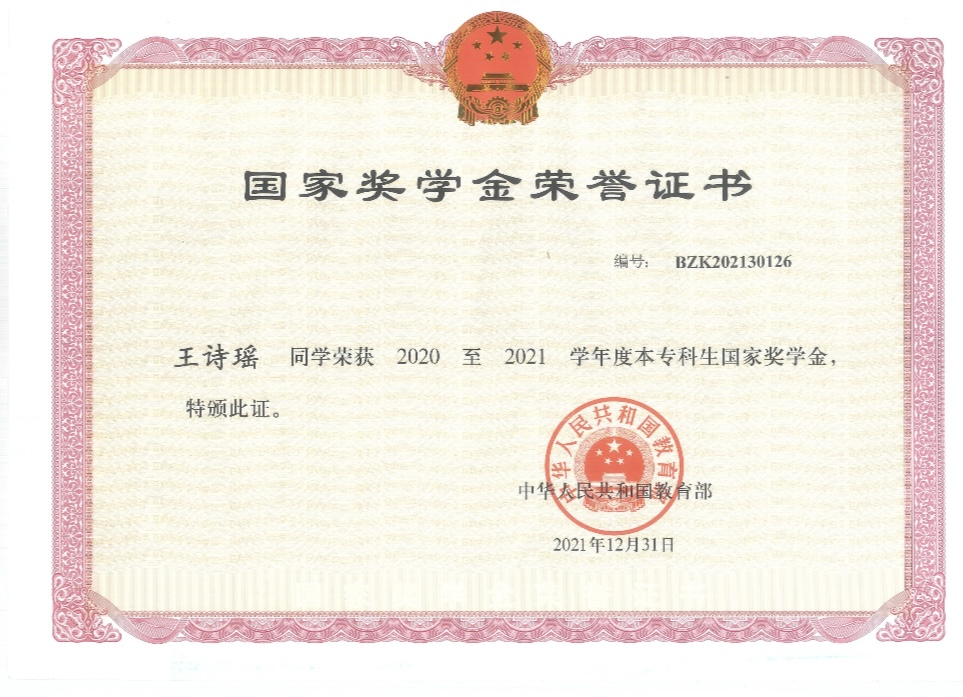 国家奖学金荣誉证书
编号： BZK202130126
王诗瑶 同学荣获 2020 至 2021 学年度本专科生国家奖学金，
特颁此证。
中华人民共和国教育部
中华人民共和国教育部
2021年12月31日